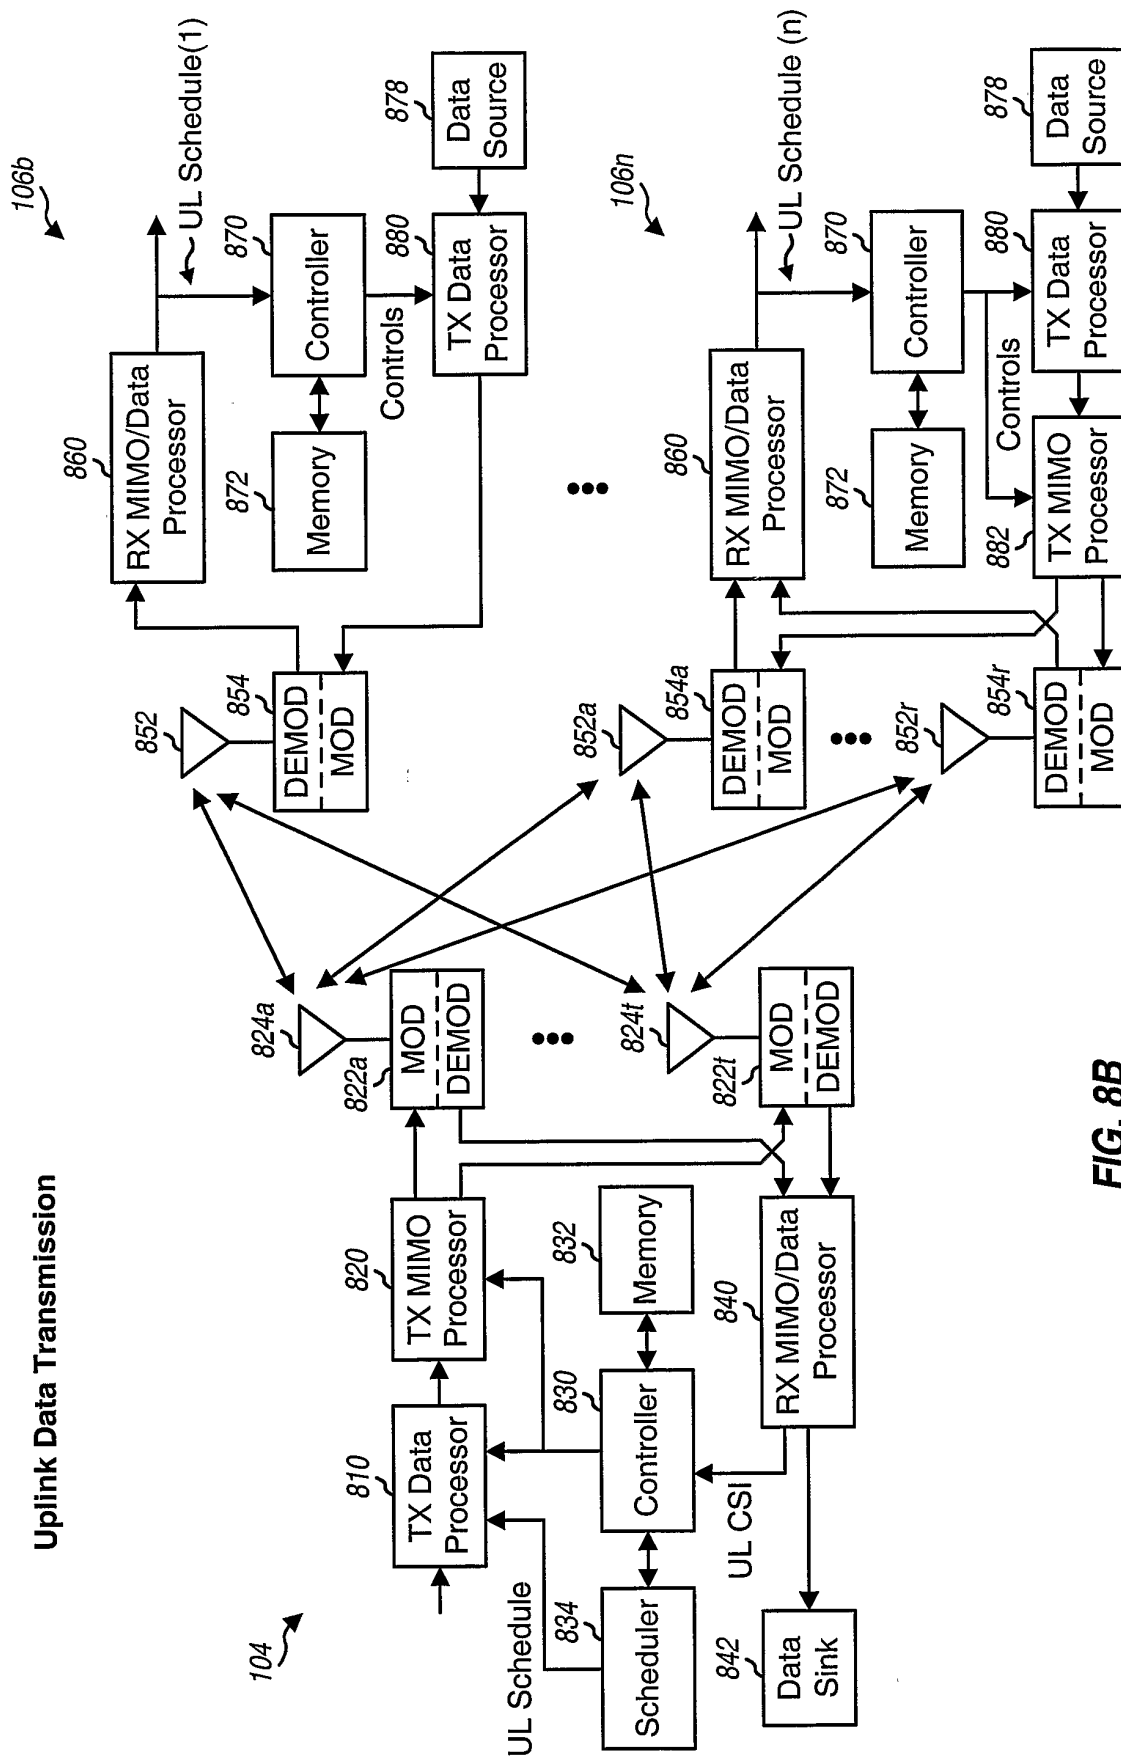 Uplink Data Transmission
104
UL Schedule
810
TX Data
Processor
820
TX MIMO
Processor
822a
MOD
DEMOD
824a
834
Scheduler
830
Controller
832
Memory
UL CSI
842
Data
Sink
840
RX MIMO/Data
Processor
822t
MOD
DEMOD
824t
852
854
DEMOD
MOD
860
RX MIMO/Data
Processor
106b
UL Schedule(1)
872
Memory
870
Controller
Controls
880
TX Data
Processor
878
Data
Source
852a
854a
DEMOD
MOD
860
RX MIMO/Data
Processor
106n
UL Schedule (n)
872
Memory
870
Controller
Controls
852r
854r
DEMOD
MOD
882
TX MIMO
Processor
880
TX Data
Processor
878
Data
Source
FIG. 8B